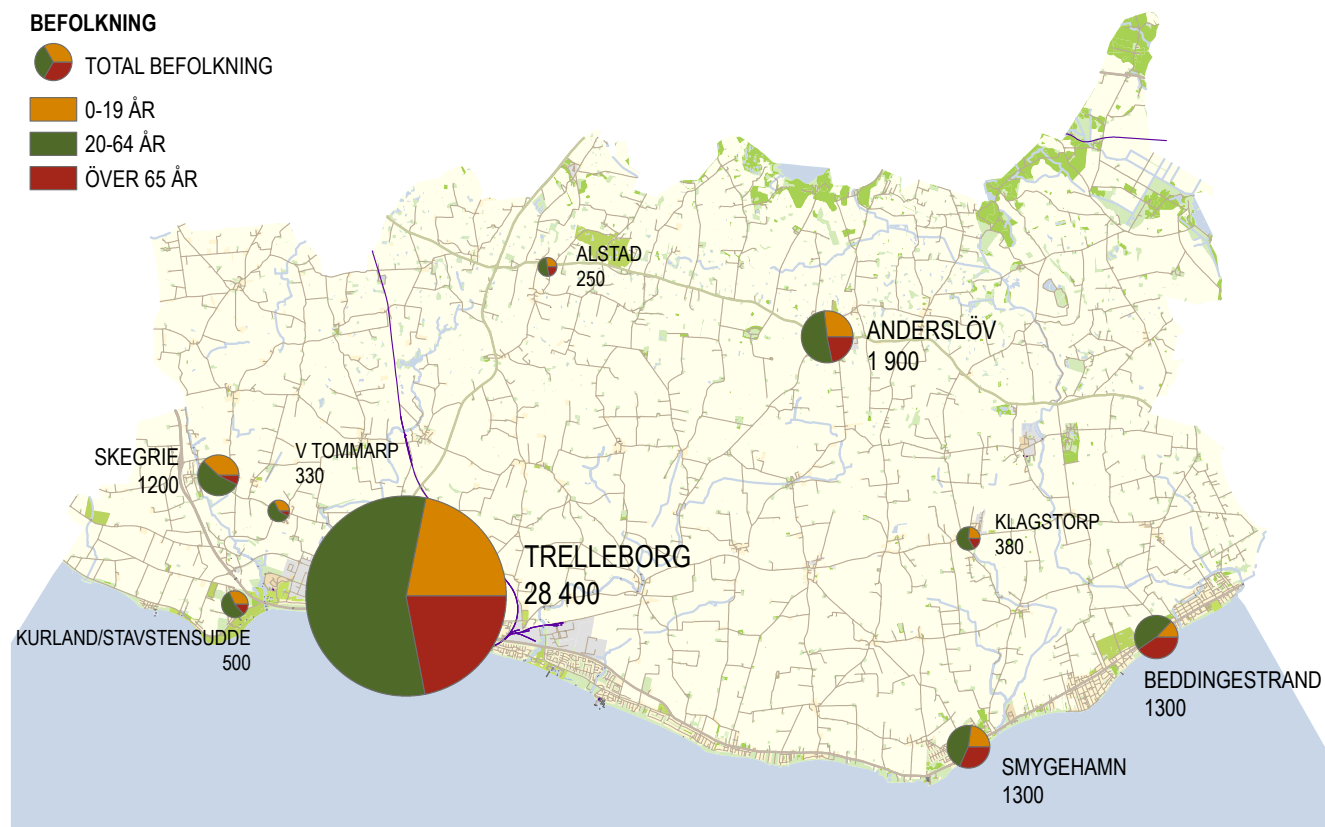 BEFOLKNING
TOTAL BEFOLKNING
0-19 ÅR
20-64 ÅR
ÖVER 65 ÅR
ALSTAD
250
ANDERSLÖV
1 900
SKEGRIE
1200
V TOMMARP
330
TRELLEBORG
28 400
KLAGSTORP
380
KURLAND/STAVSTENSUDDE
500
BEDDINGESTRAND
1300
SMYGEHAMN
1300